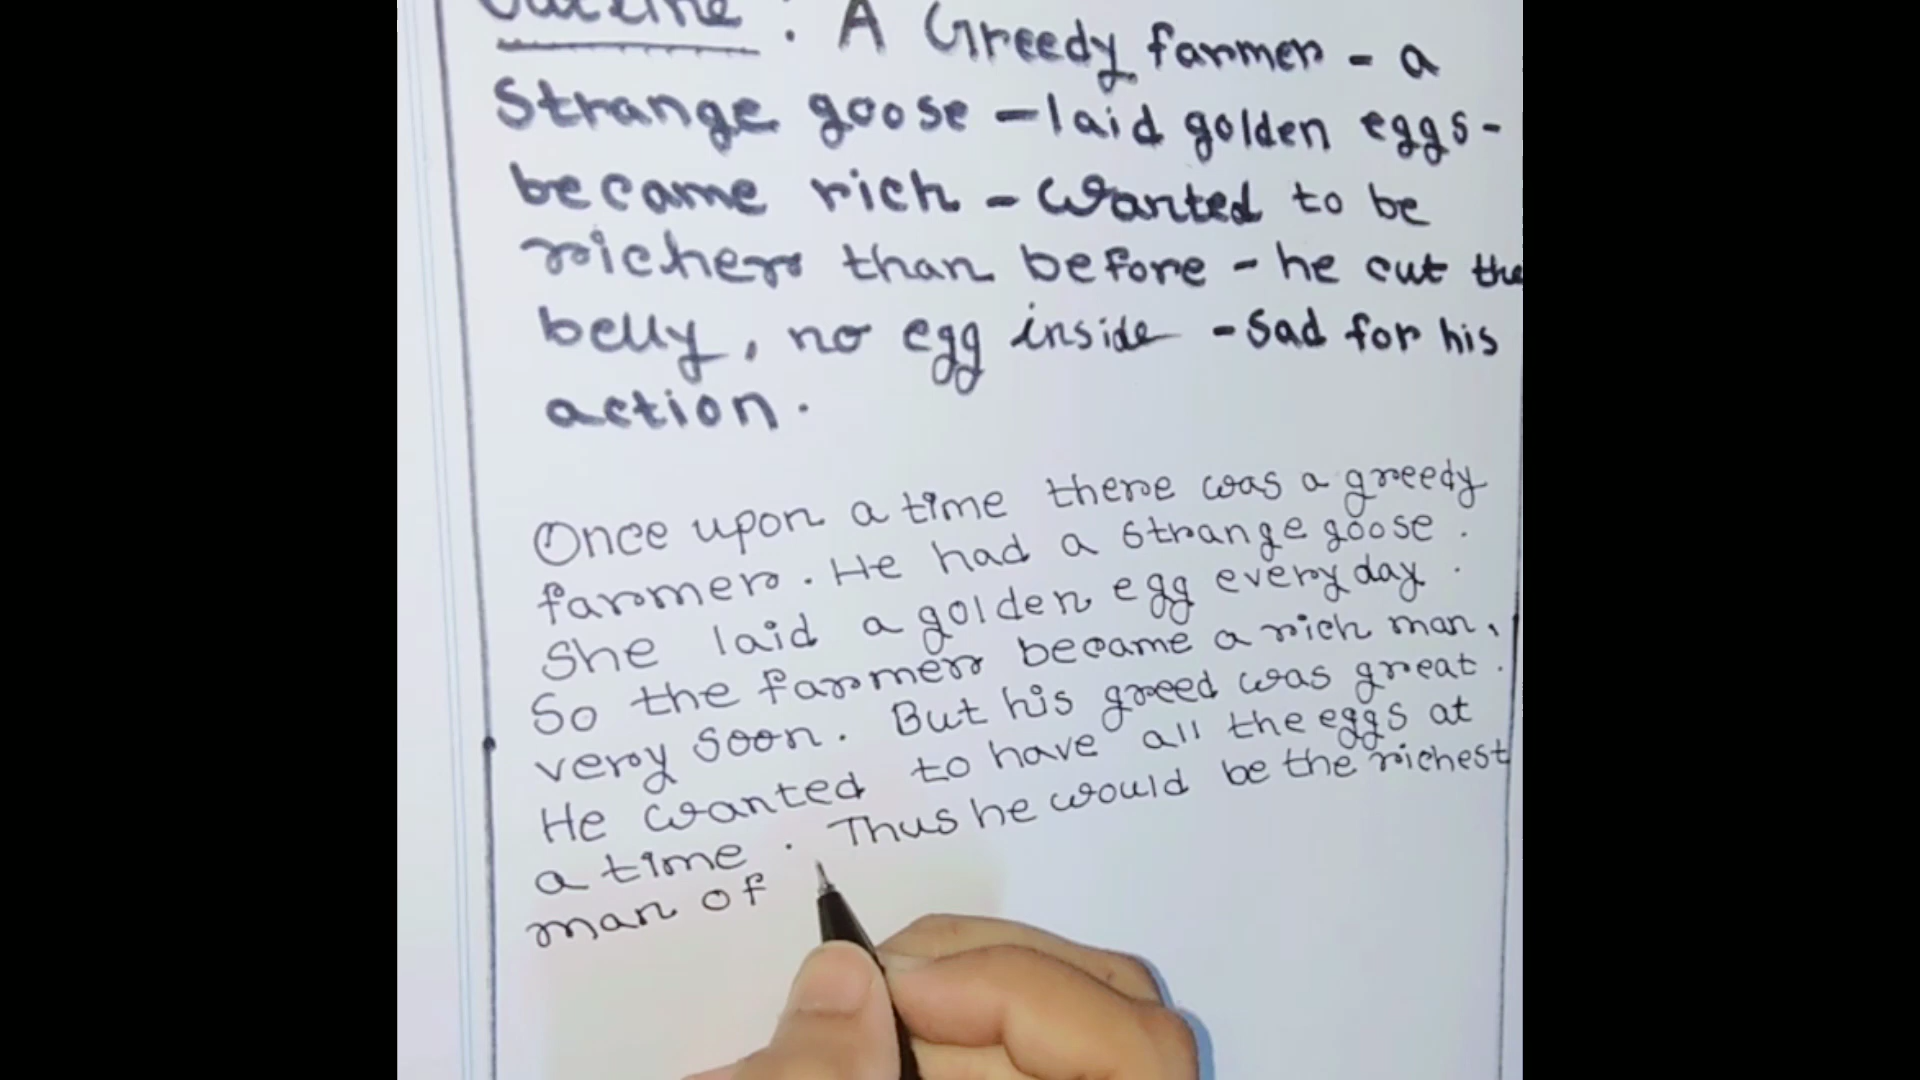 Outline : A Greedy farmer - a
Strange goose - laid golden eggs -
became rich - wanted to be
richer than before - he cut the
belly, no egg inside - Sad for his
action.
Once upon a time there was a greedy
farmer. He had a strange goose.
She laid a golden egg every day.
So the farmer became a rich man,
very soon. But his greed was great.
He wanted to have all the eggs at
a time. Thus he would be the richest
man of